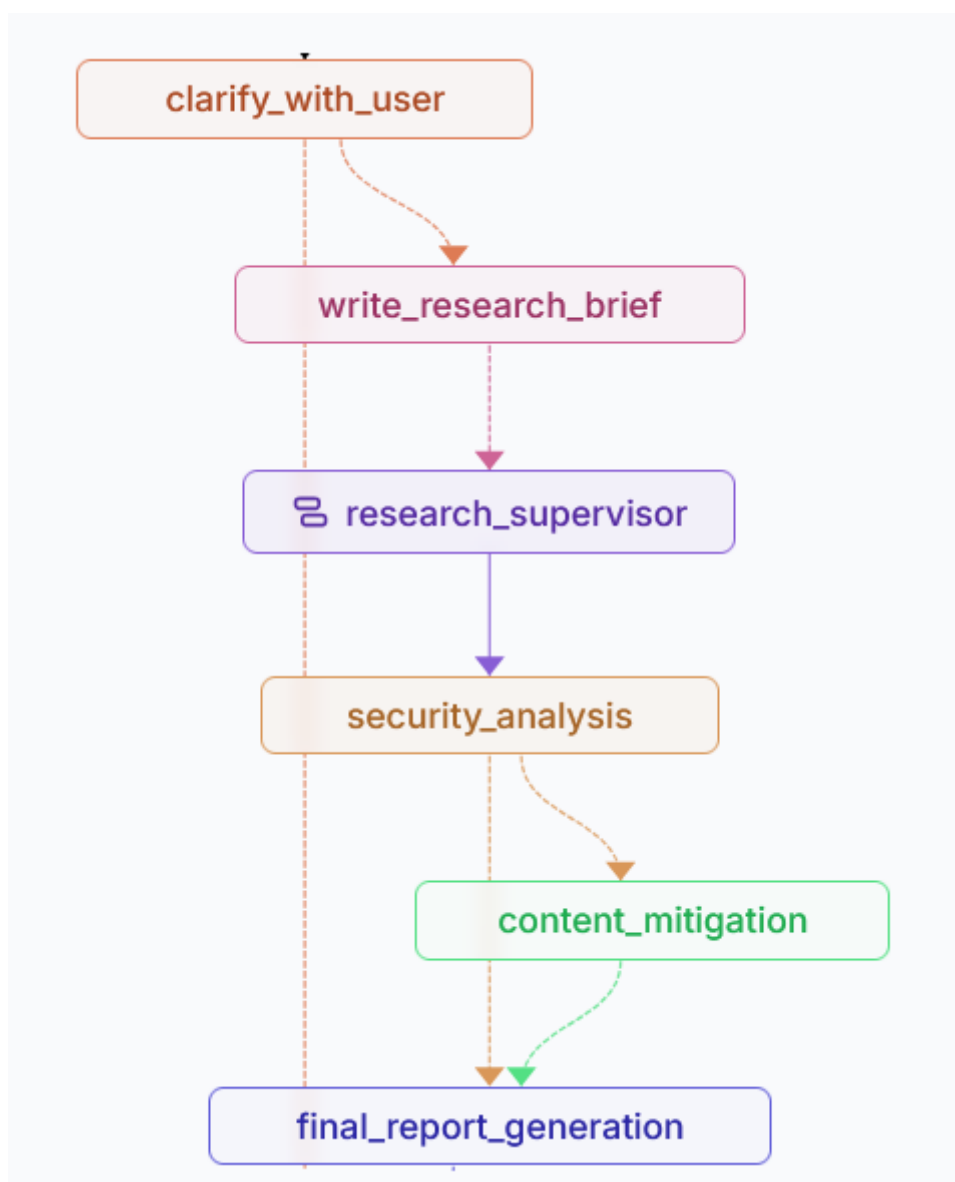 clarify_with_user
write_research_brief
research_supervisor
security_analysis
content_mitigation
final_report_generation